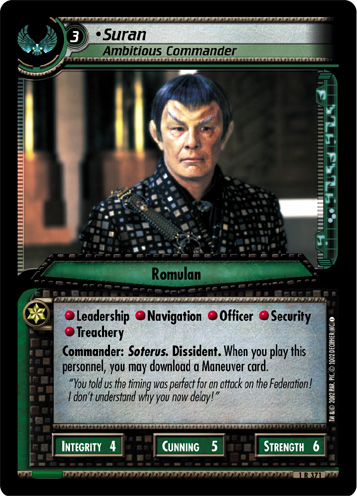 3 •Suran
Ambitious Commander
Romulan
Leadership Navigation Officer Security
Treachery
Commander: Soterus. Dissident. When you play this
personnel, you may download a Maneuver card.
"You told us the timing was perfect for an attack on the Federation!
I don't understand why you now delay!"
INTEGRITY 4 CUNNING 5 STRENGTH 6
1 R 371